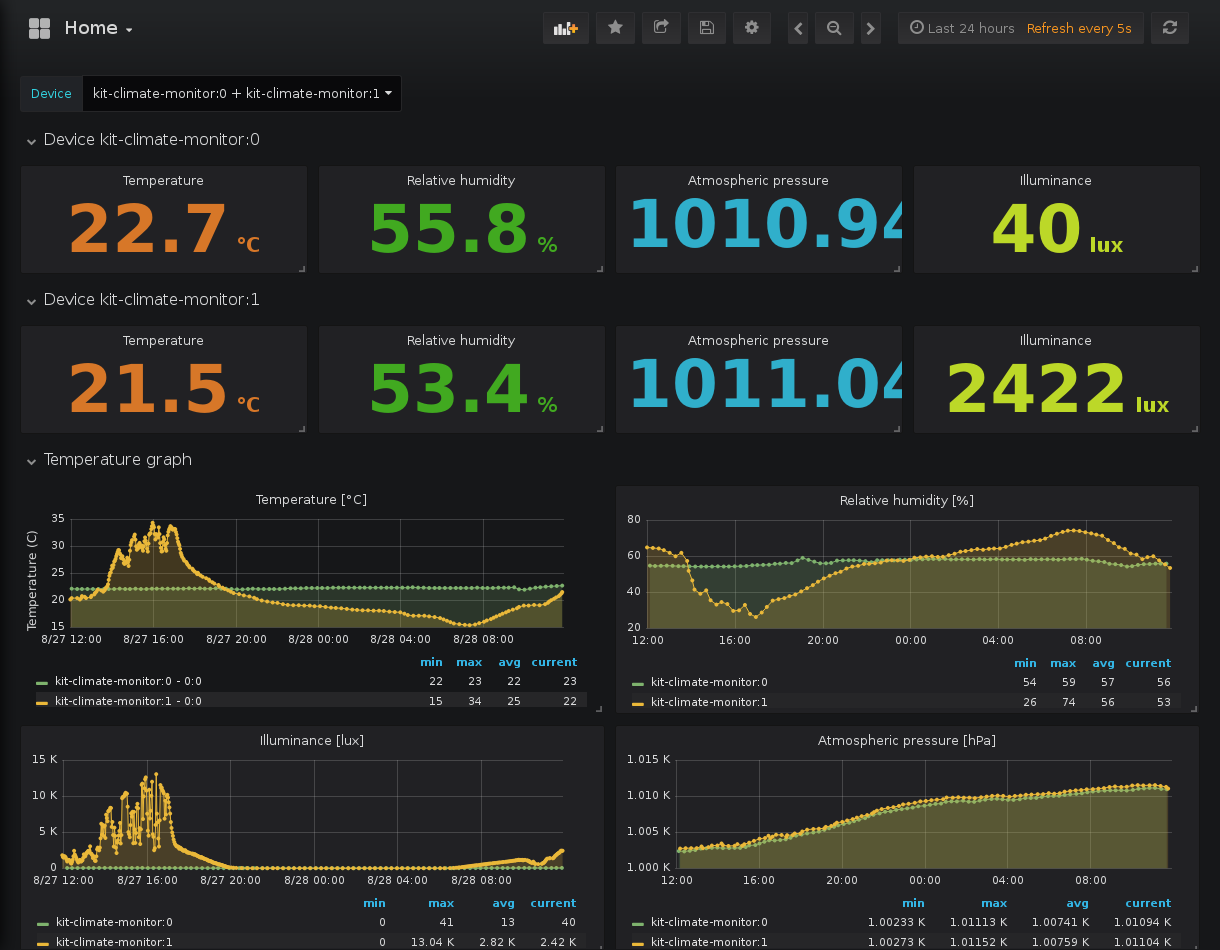 Home
Last 24 hours Refresh every 5s
Device kit-climate-monitor:0 + kit-climate-monitor:1
Device kit-climate-monitor:0
Temperature Relative humidity Atmospheric pressure Illuminance
22.7 °C 55.8 % 1010.94 40 lux
Device kit-climate-monitor:1
Temperature Relative humidity Atmospheric pressure Illuminance
21.5 °C 53.4 % 1011.04 2422 lux
Temperature graph
Temperature [°C]
Temperature (C)
35
30
25
20
15
8/27 12:00 8/27 16:00 8/27 20:00 8/28 00:00 8/28 04:00 8/28 08:00
min max avg current
kit-climate-monitor:0 - 0:0 22 23 22 23
kit-climate-monitor:1 - 0:0 15 34 25 22
Relative humidity [%]
80
60
40
20
12:00 16:00 20:00 00:00 04:00 08:00
min max avg current
kit-climate-monitor:0 54 59 57 56
kit-climate-monitor:1 26 74 56 53
Illuminance [lux]
15 K
10 K
5 K
0
8/27 12:00 8/27 16:00 8/27 20:00 8/28 00:00 8/28 04:00 8/28 08:00
min max avg current
kit-climate-monitor:0 0 41 13 40
kit-climate-monitor:1 0 13.04 K 2.82 K 2.42 K
Atmospheric pressure [hPa]
1.015 K
1.010 K
1.005 K
1.000 K
12:00 16:00 20:00 00:00 04:00 08:00
min max avg current
kit-climate-monitor:0 1.00233 K 1.01113 K 1.00741 K 1.01094 K
kit-climate-monitor:1 1.00273 K 1.01152 K 1.00759 K 1.01104 K